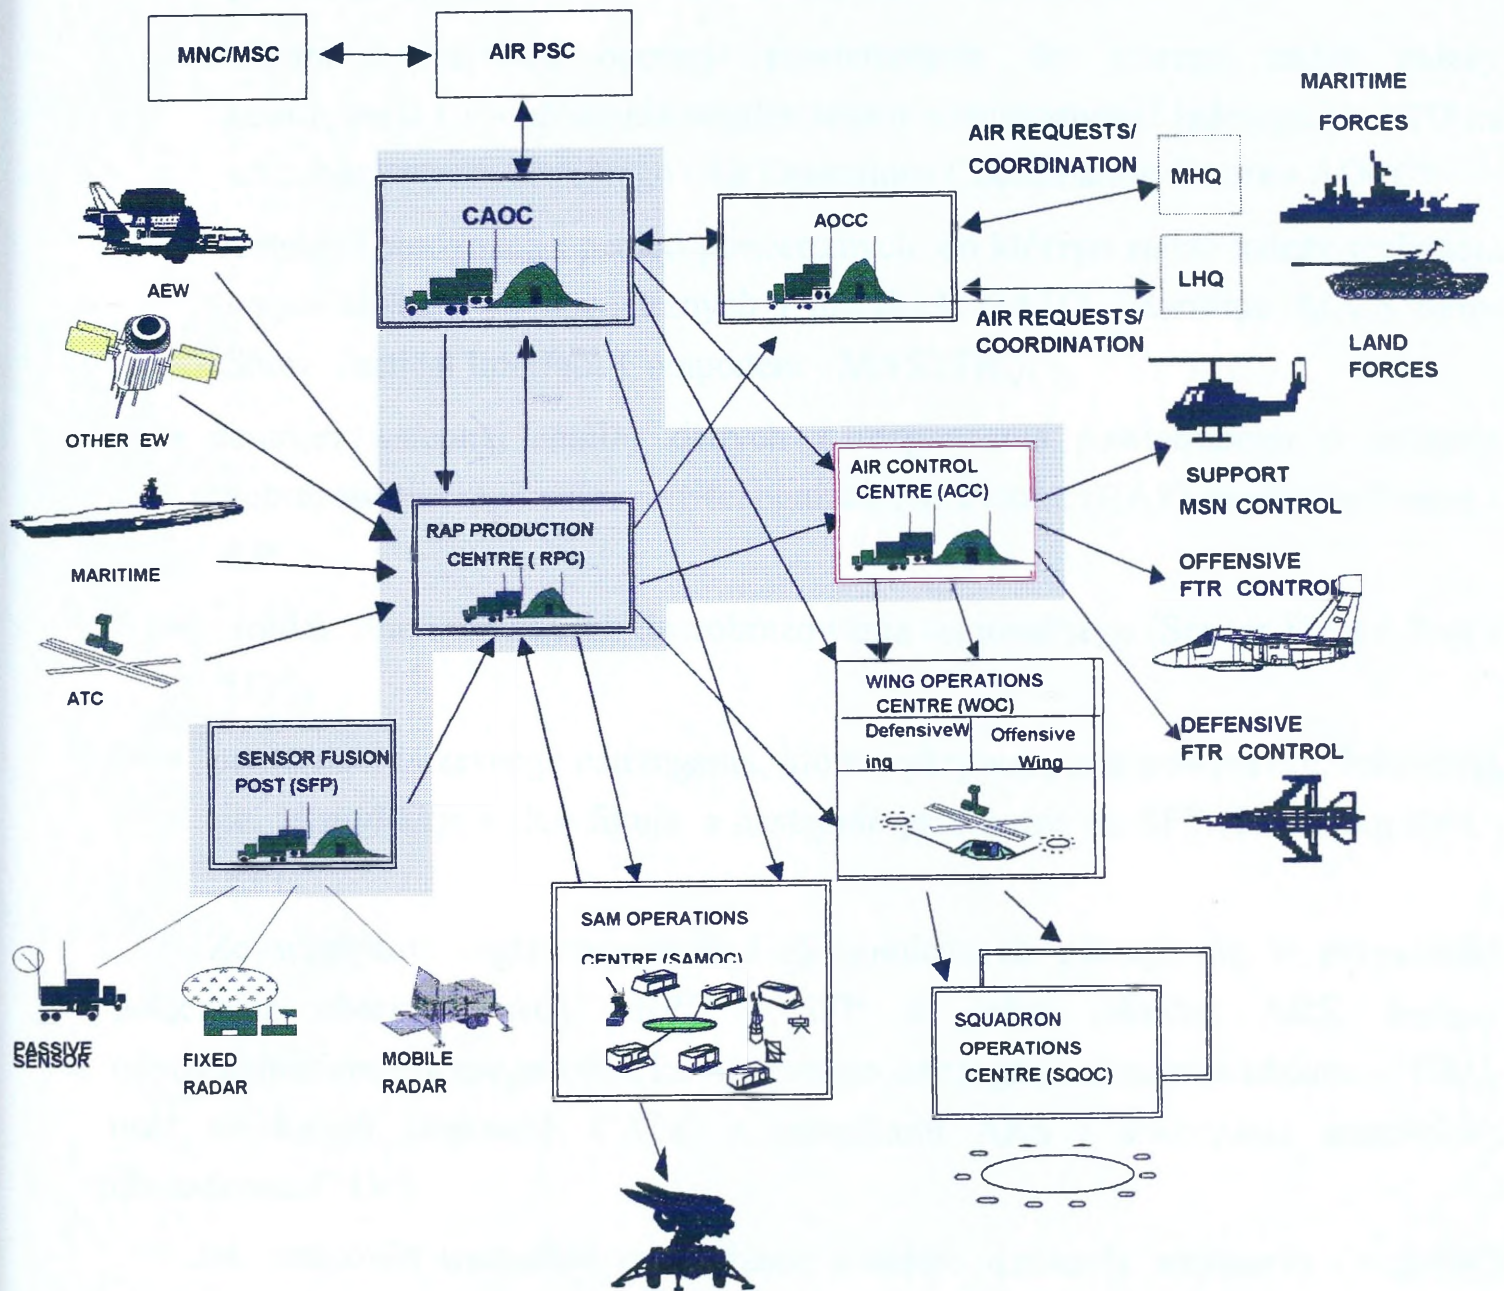 MNC/MSC
AIR PSC
MARITIME
FORCES
AIR REQUESTS/
COORDINATION
MHQ
CAOC
AOCC
LHQ
AEW
AIR REQUESTS/
COORDINATION
LAND
FORCES
OTHER EW
AIR CONTROL
CENTRE (ACC)
SUPPORT
MSN CONTROL
RAP PRODUCTION
CENTRE ( RPC)
MARITIME
OFFENSIVE
FTR CONTROL
ATC
WING OPERATIONS
CENTRE (WOC)
DefensiveW
ing
Offensive
Wing
DEFENSIVE
FTR CONTROL
SENSOR FUSION
POST (SFP)
SAM OPERATIONS
CENTRE (SAMOC)
PASSIVE
SENSOR
FIXED
RADAR
MOBILE
RADAR
SQUADRON
OPERATIONS
CENTRE (SQOC)